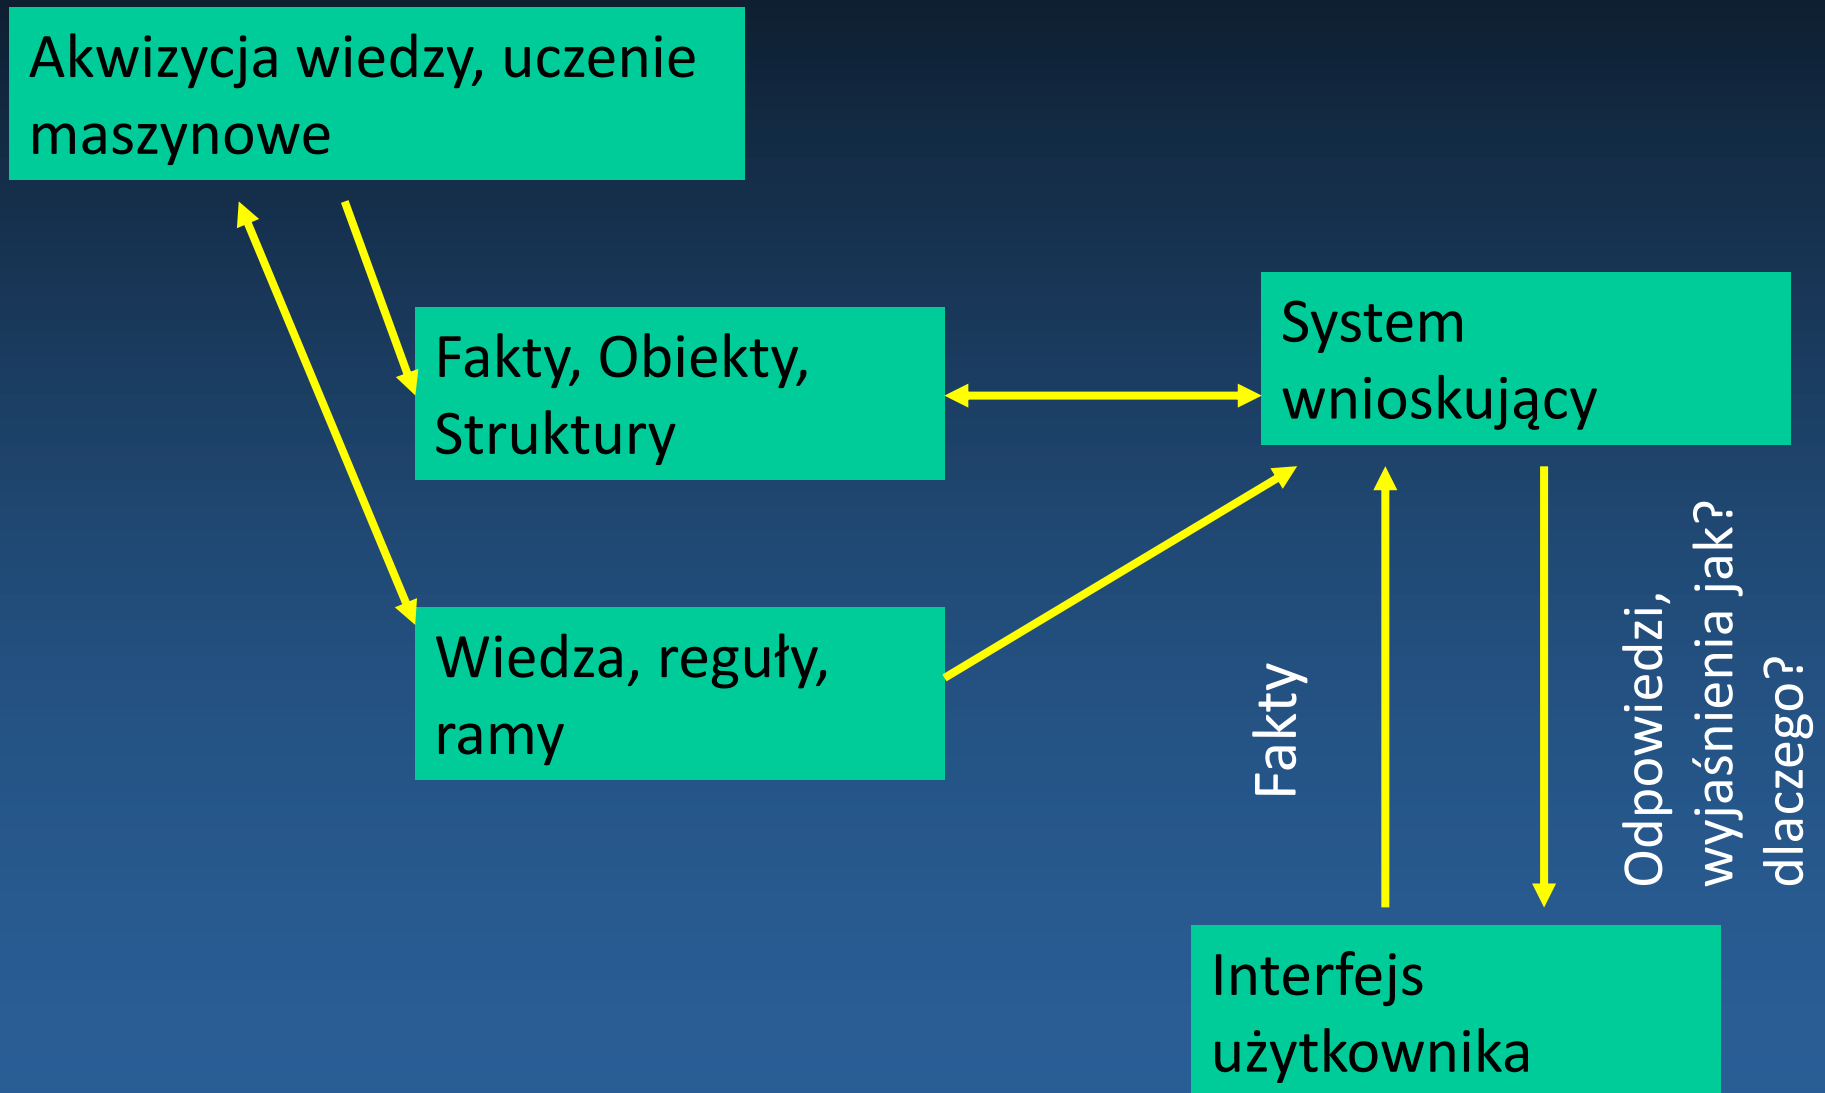 Akwizycja wiedzy, uczenie
maszynowe
Fakty, Obiekty,
Struktury
System
wnioskujący
Wiedza, reguły,
ramy
Fakty
Odpowiedzi,
wyjaśnienia jak?
dlaczego?
Interfejs
użytkownika